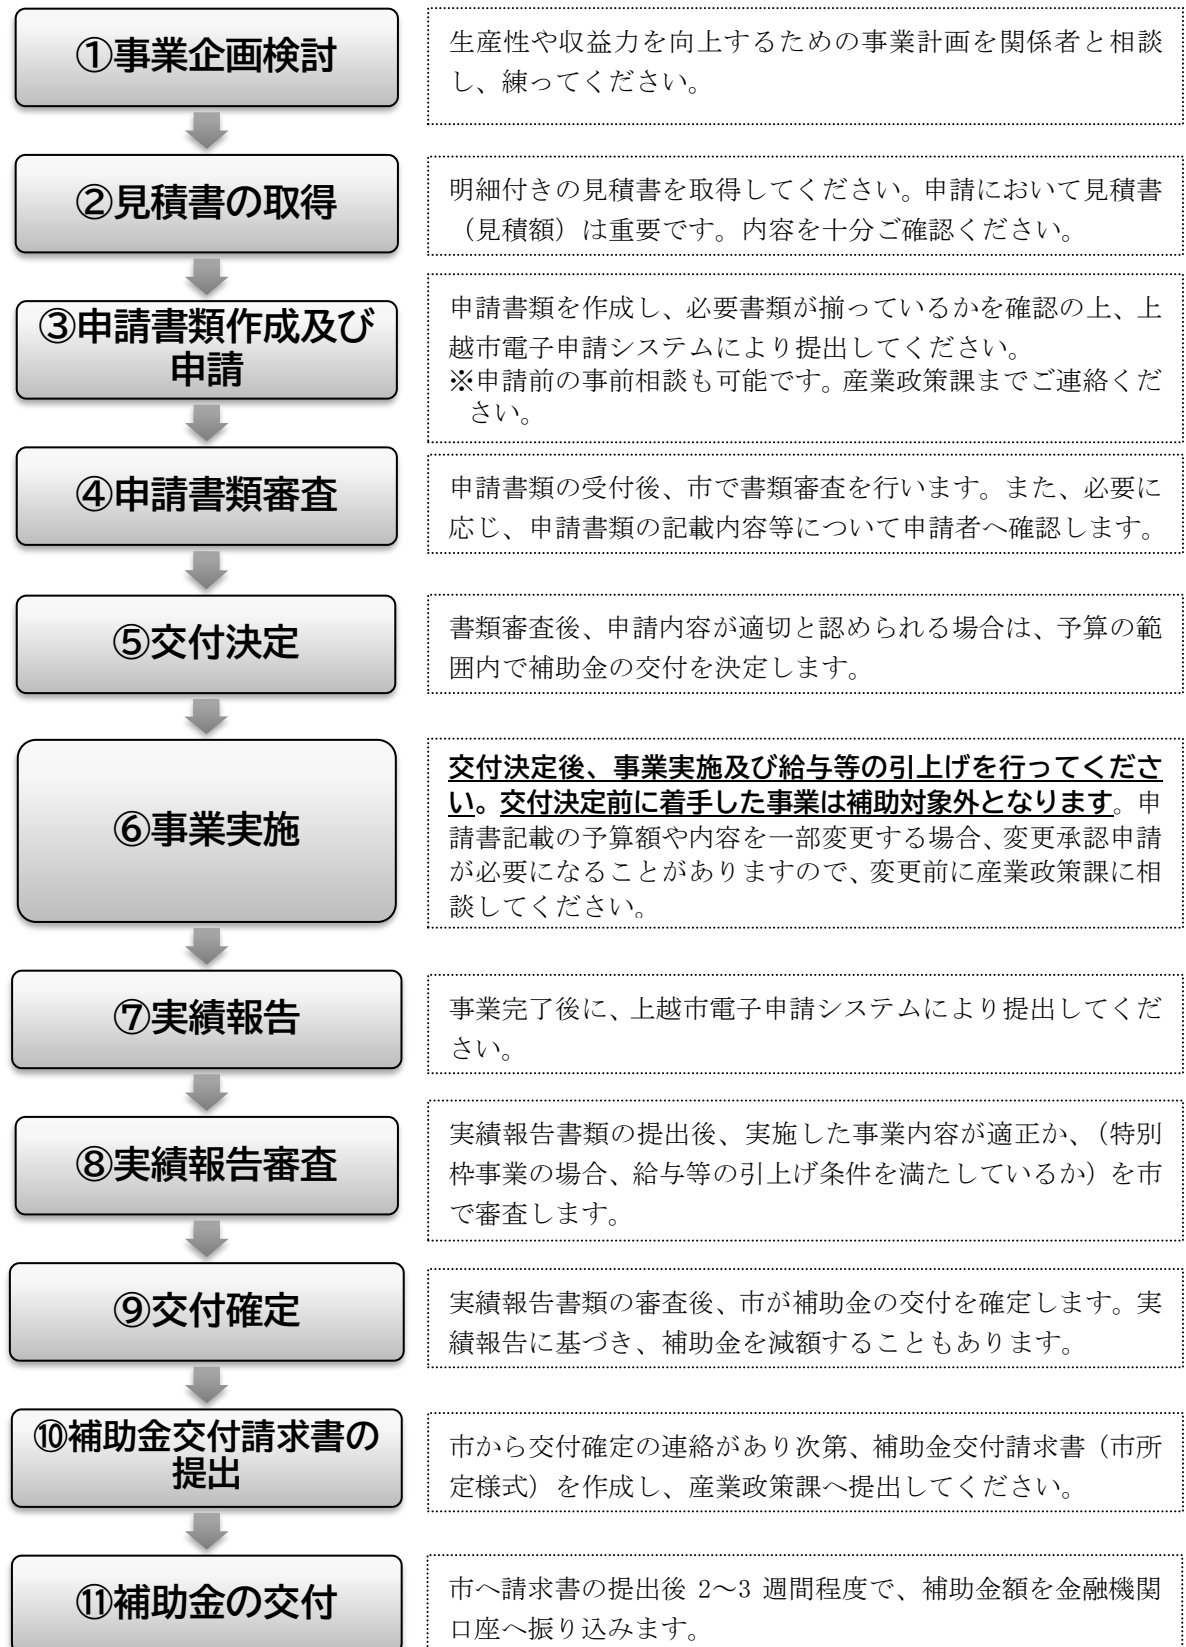 ①事業企画検討
生産性や収益力を向上するための事業計画を関係者と相談
し、練ってください。
②見積書の取得
明細付きの見積書を取得してください。申請において見積書
（見積額）は重要です。内容を十分ご確認ください。
③申請書類作成及び
申請
申請書類を作成し、必要書類が揃っているかを確認の上、上
越市電子申請システムにより提出してください。
※申請前の事前相談も可能です。産業政策課までご連絡くだ
さい。
④申請書類審査
申請書類の受付後、市で書類審査を行います。また、必要に
応じ、申請書類の記載内容等について申請者へ確認します。
⑤交付決定
書類審査後、申請内容が適切と認められる場合は、予算の範
囲内で補助金の交付を決定します。
⑥事業実施
交付決定後、事業実施及び給与等の引上げを行ってくださ
い。交付決定前に着手した事業は補助対象外となります。申
請書記載の予算額や内容を一部変更する場合、変更承認申請
が必要になることがありますので、変更前に産業政策課に相
談してください。
⑦実績報告
事業完了後に、上越市電子申請システムにより提出してくだ
さい。
⑧実績報告審査
実績報告書類の提出後、実施した事業内容が適正か、（特別
枠事業の場合、給与等の引上げ条件を満たしているか）を市
で審査します。
⑨交付確定
実績報告書類の審査後、市が補助金の交付を確定します。実
績報告に基づき、補助金を減額することもあります。
⑩補助金交付請求書の
提出
市から交付確定の連絡があり次第、補助金交付請求書（市所
定様式）を作成し、産業政策課へ提出してください。
⑪補助金の交付
市へ請求書の提出後 2～3 週間程度で、補助金額を金融機関
口座へ振り込みます。